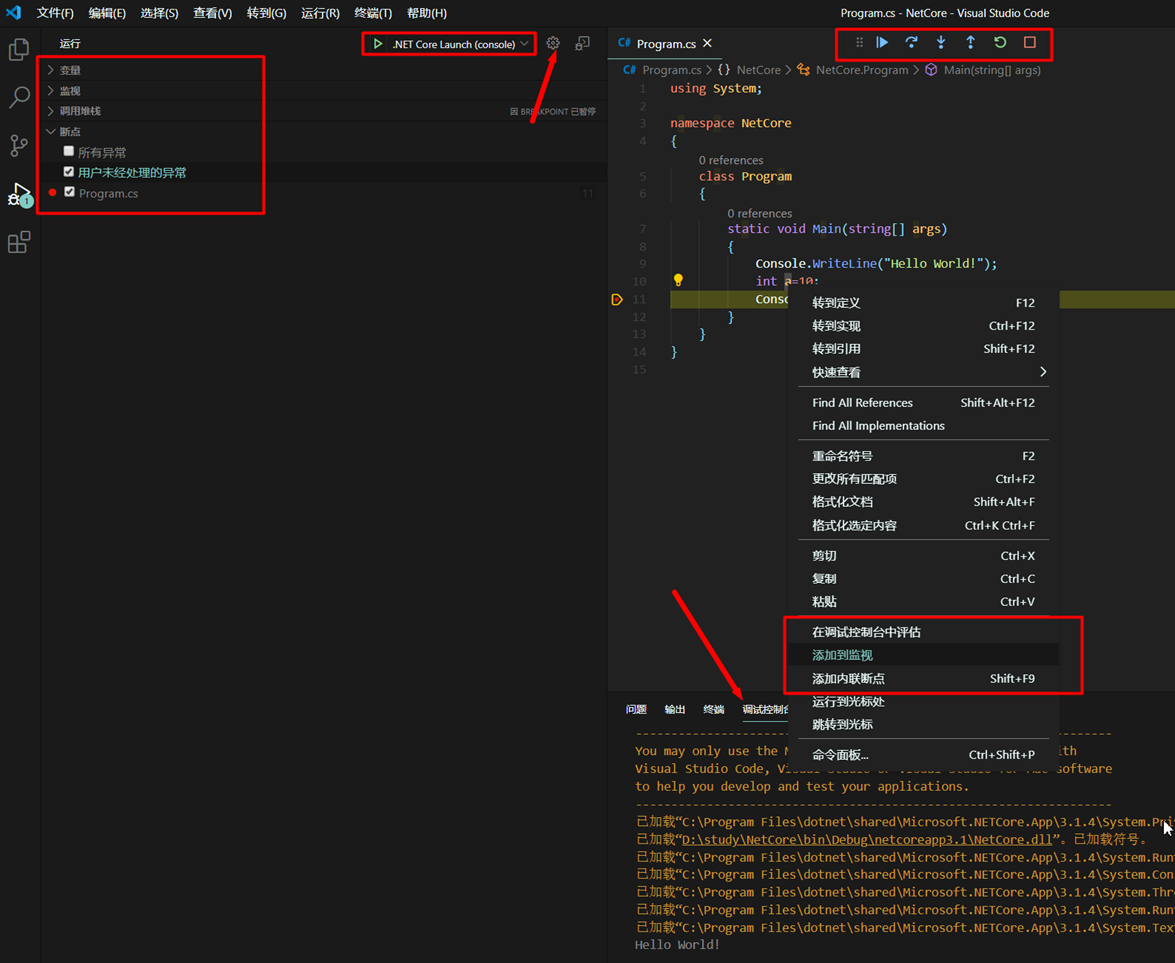 文件(F) 编辑(E) 选择(S) 查看(V) 转到(G) 运行(R) 终端(T) 帮助(H) Program.cs - NetCore - Visual Studio Code
运行 .NET Core Launch (console)
变量
监视
调用堆栈 因 BREAKPOINT 已暂停
断点
所有异常
用户未经处理的异常
Program.cs 11
1
C# Program.cs
C# Program.cs > {} NetCore > NetCore.Program > Main(string[] args)
1 using System;
2
3 namespace NetCore
4 {
0 references
5 class Program
6 {
0 references
7 static void Main(string[] args)
8 {
9 Console.WriteLine("Hello World!");
10 int a=10;
11 Conso
12 }
13 }
14 }
15
转到定义 F12
转到实现 Ctrl+F12
转到引用 Shift+F12
快速查看
Find All References Shift+Alt+F12
Find All Implementations
重命名符号 F2
更改所有匹配项 Ctrl+F2
格式化文档 Shift+Alt+F
格式化选定内容 Ctrl+K Ctrl+F
剪切 Ctrl+X
复制 Ctrl+C
粘贴 Ctrl+V
在调试控制台中评估
添加到监视
添加内联断点 Shift+F9
运行到光标处
跳转到光标
命令面板... Ctrl+Shift+P
问题 输出 终端 调试控制台
-------------------------------------------------------------------
You may only use the
Visual Studio Code, software
to help you develop and test your applications.
-------------------------------------------------------------------
已加载“C:\Program Files\dotnet\shared\Microsoft.NETCore.App\3.1.4\System.Pri
已加载“D:\study\NetCore\bin\Debug\netcoreapp3.1\NetCore.dll”。已加载符号。
已加载“C:\Program Files\dotnet\shared\Microsoft.NETCore.App\3.1.4\System.Run
已加载“C:\Program Files\dotnet\shared\Microsoft.NETCore.App\3.1.4\System.Con
已加载“C:\Program Files\dotnet\shared\Microsoft.NETCore.App\3.1.4\System.Thr
已加载“C:\Program Files\dotnet\shared\Microsoft.NETCore.App\3.1.4\System.Run
已加载“C:\Program Files\dotnet\shared\Microsoft.NETCore.App\3.1.4\System.Tex
Hello World!